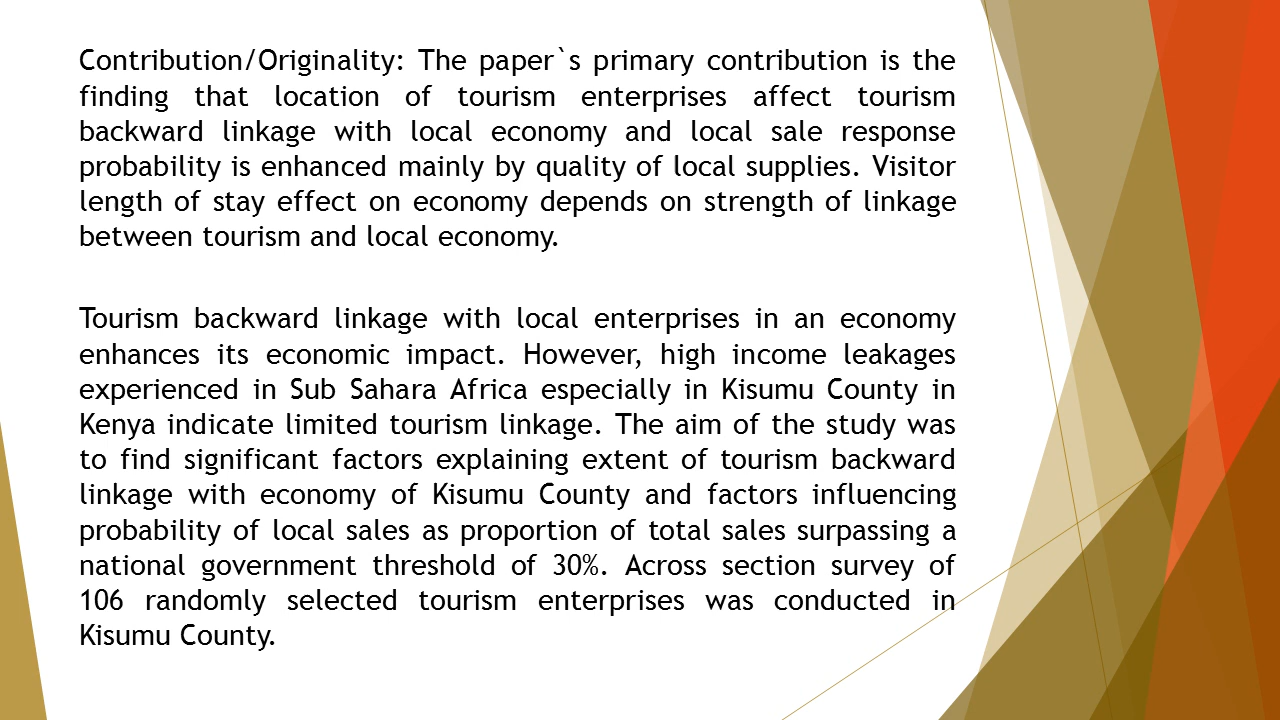 Contribution/Originality: The paper`s primary contribution is the
finding that location of tourism enterprises affect tourism
backward linkage with local economy and local sale response
probability is enhanced mainly by quality of local supplies. Visitor
length of stay effect on economy depends on strength of linkage
between tourism and local economy.
Tourism backward linkage with local enterprises in an economy
enhances its economic impact. However, high income leakages
experienced in Sub Sahara Africa especially in Kisumu County in
Kenya indicate limited tourism linkage. The aim of the study was
to find significant factors explaining extent of tourism backward
linkage with economy of Kisumu County and factors influencing
probability of local sales as proportion of total sales surpassing a
national government threshold of 30%. Across section survey of
106 randomly selected tourism enterprises was conducted in
Kisumu County.